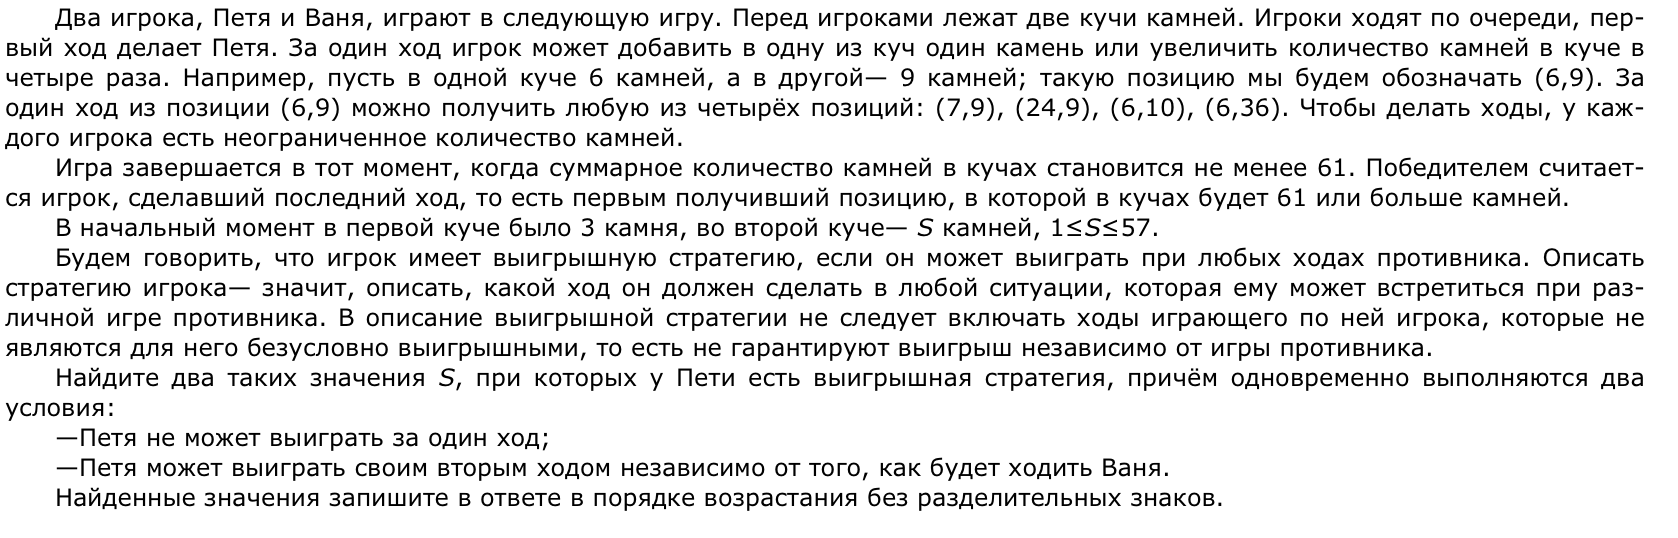 Два игрока, Петя и Ваня, играют в следующую игру. Перед игроками лежат две кучи камней. Игроки ходят по очереди, пер-
вый ход делает Петя. За один ход игрок может добавить в одну из куч один камень или увеличить количество камней в куче в
четыре раза. Например, пусть в одной куче 6 камней, а в другой— 9 камней; такую позицию мы будем обозначать (6,9). За
один ход из позиции (6,9) можно получить любую из четырёх позиций: (7,9), (24,9), (6,10), (6,36). Чтобы делать ходы, у каж-
дого игрока есть неограниченное количество камней.
Игра завершается в тот момент, когда суммарное количество камней в кучах становится не менее 61. Победителем считает-
ся игрок, сделавший последний ход, то есть первым получивший позицию, в которой в кучах будет 61 или больше камней.
В начальный момент в первой куче было 3 камня, во второй куче— S камней, 1≤S≤57.
Будем говорить, что игрок имеет выигрышную стратегию, если он может выиграть при любых ходах противника. Описать
стратегию игрока— значит, описать, какой ход он должен сделать в любой ситуации, которая ему может встретиться при раз-
личной игре противника. В описание выигрышной стратегии не следует включать ходы играющего по ней игрока, которые не
являются для него безусловно выигрышными, то есть не гарантируют выигрыш независимо от игры противника.
Найдите два таких значения S, при которых у Пети есть выигрышная стратегия, причём одновременно выполняются два
условия:
—Петя не может выиграть за один ход;
—Петя может выиграть своим вторым ходом независимо от того, как будет ходить Ваня.
Найденные значения запишите в ответе в порядке возрастания без разделительных знаков.